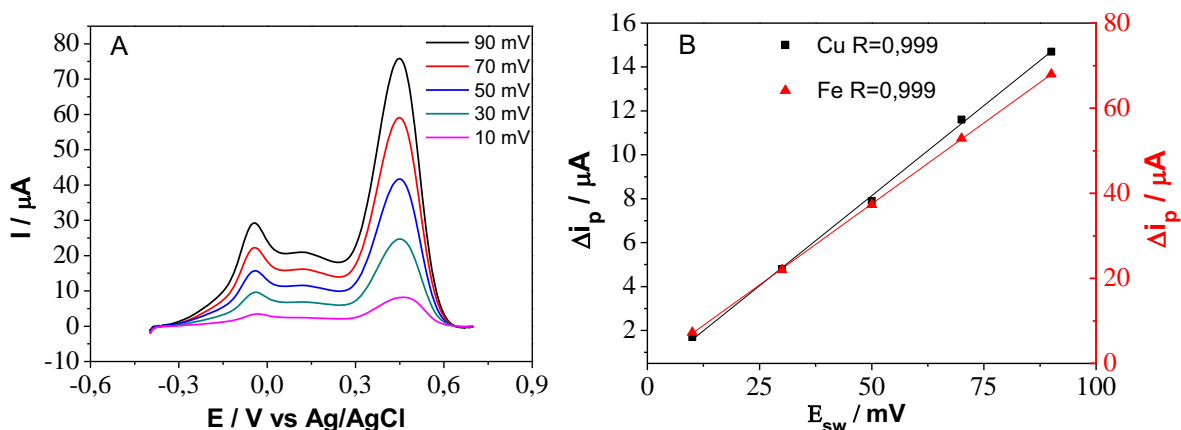 A
90 mV
70 mV
50 mV
30 mV
10 mV
80
70
60
50
40
30
20
10
0
-10
I / µA
-0,6
-0,3
0,0
0,3
0,6
0,9
E / V vs Ag/AgCl
B
Cu R=0,999
Fe R=0,999
16
14
12
10
8
6
4
2
Δip / µA
0
25
50
75
100
Esw / mV
80
60
40
20
0
Δip / µA